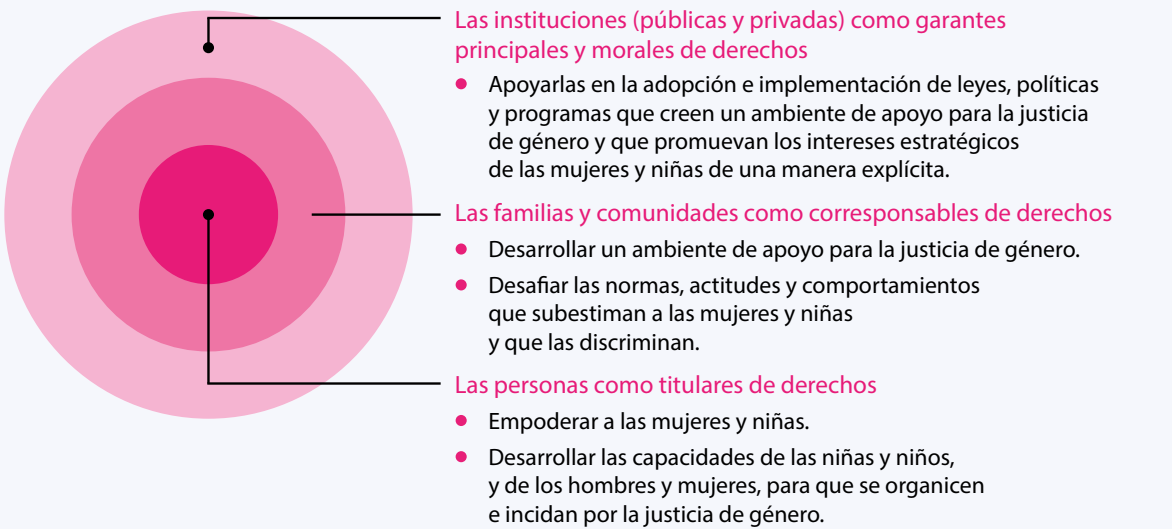 Las instituciones (públicas y privadas) como garantes
principales y morales de derechos
• Apoyarlas en la adopción e implementación de leyes, políticas
y programas que creen un ambiente de apoyo para la justicia
de género y que promuevan los intereses estratégicos
de las mujeres y niñas de una manera explícita.
Las familias y comunidades como corresponsables de derechos
• Desarrollar un ambiente de apoyo para la justicia de género.
• Desafiar las normas, actitudes y comportamientos
que subestiman a las mujeres y niñas
y que las discriminan.
Las personas como titulares de derechos
• Empoderar a las mujeres y niñas.
• Desarrollar las capacidades de las niñas y niños,
y de los hombres y mujeres, para que se organicen
e incidan por la justicia de género.